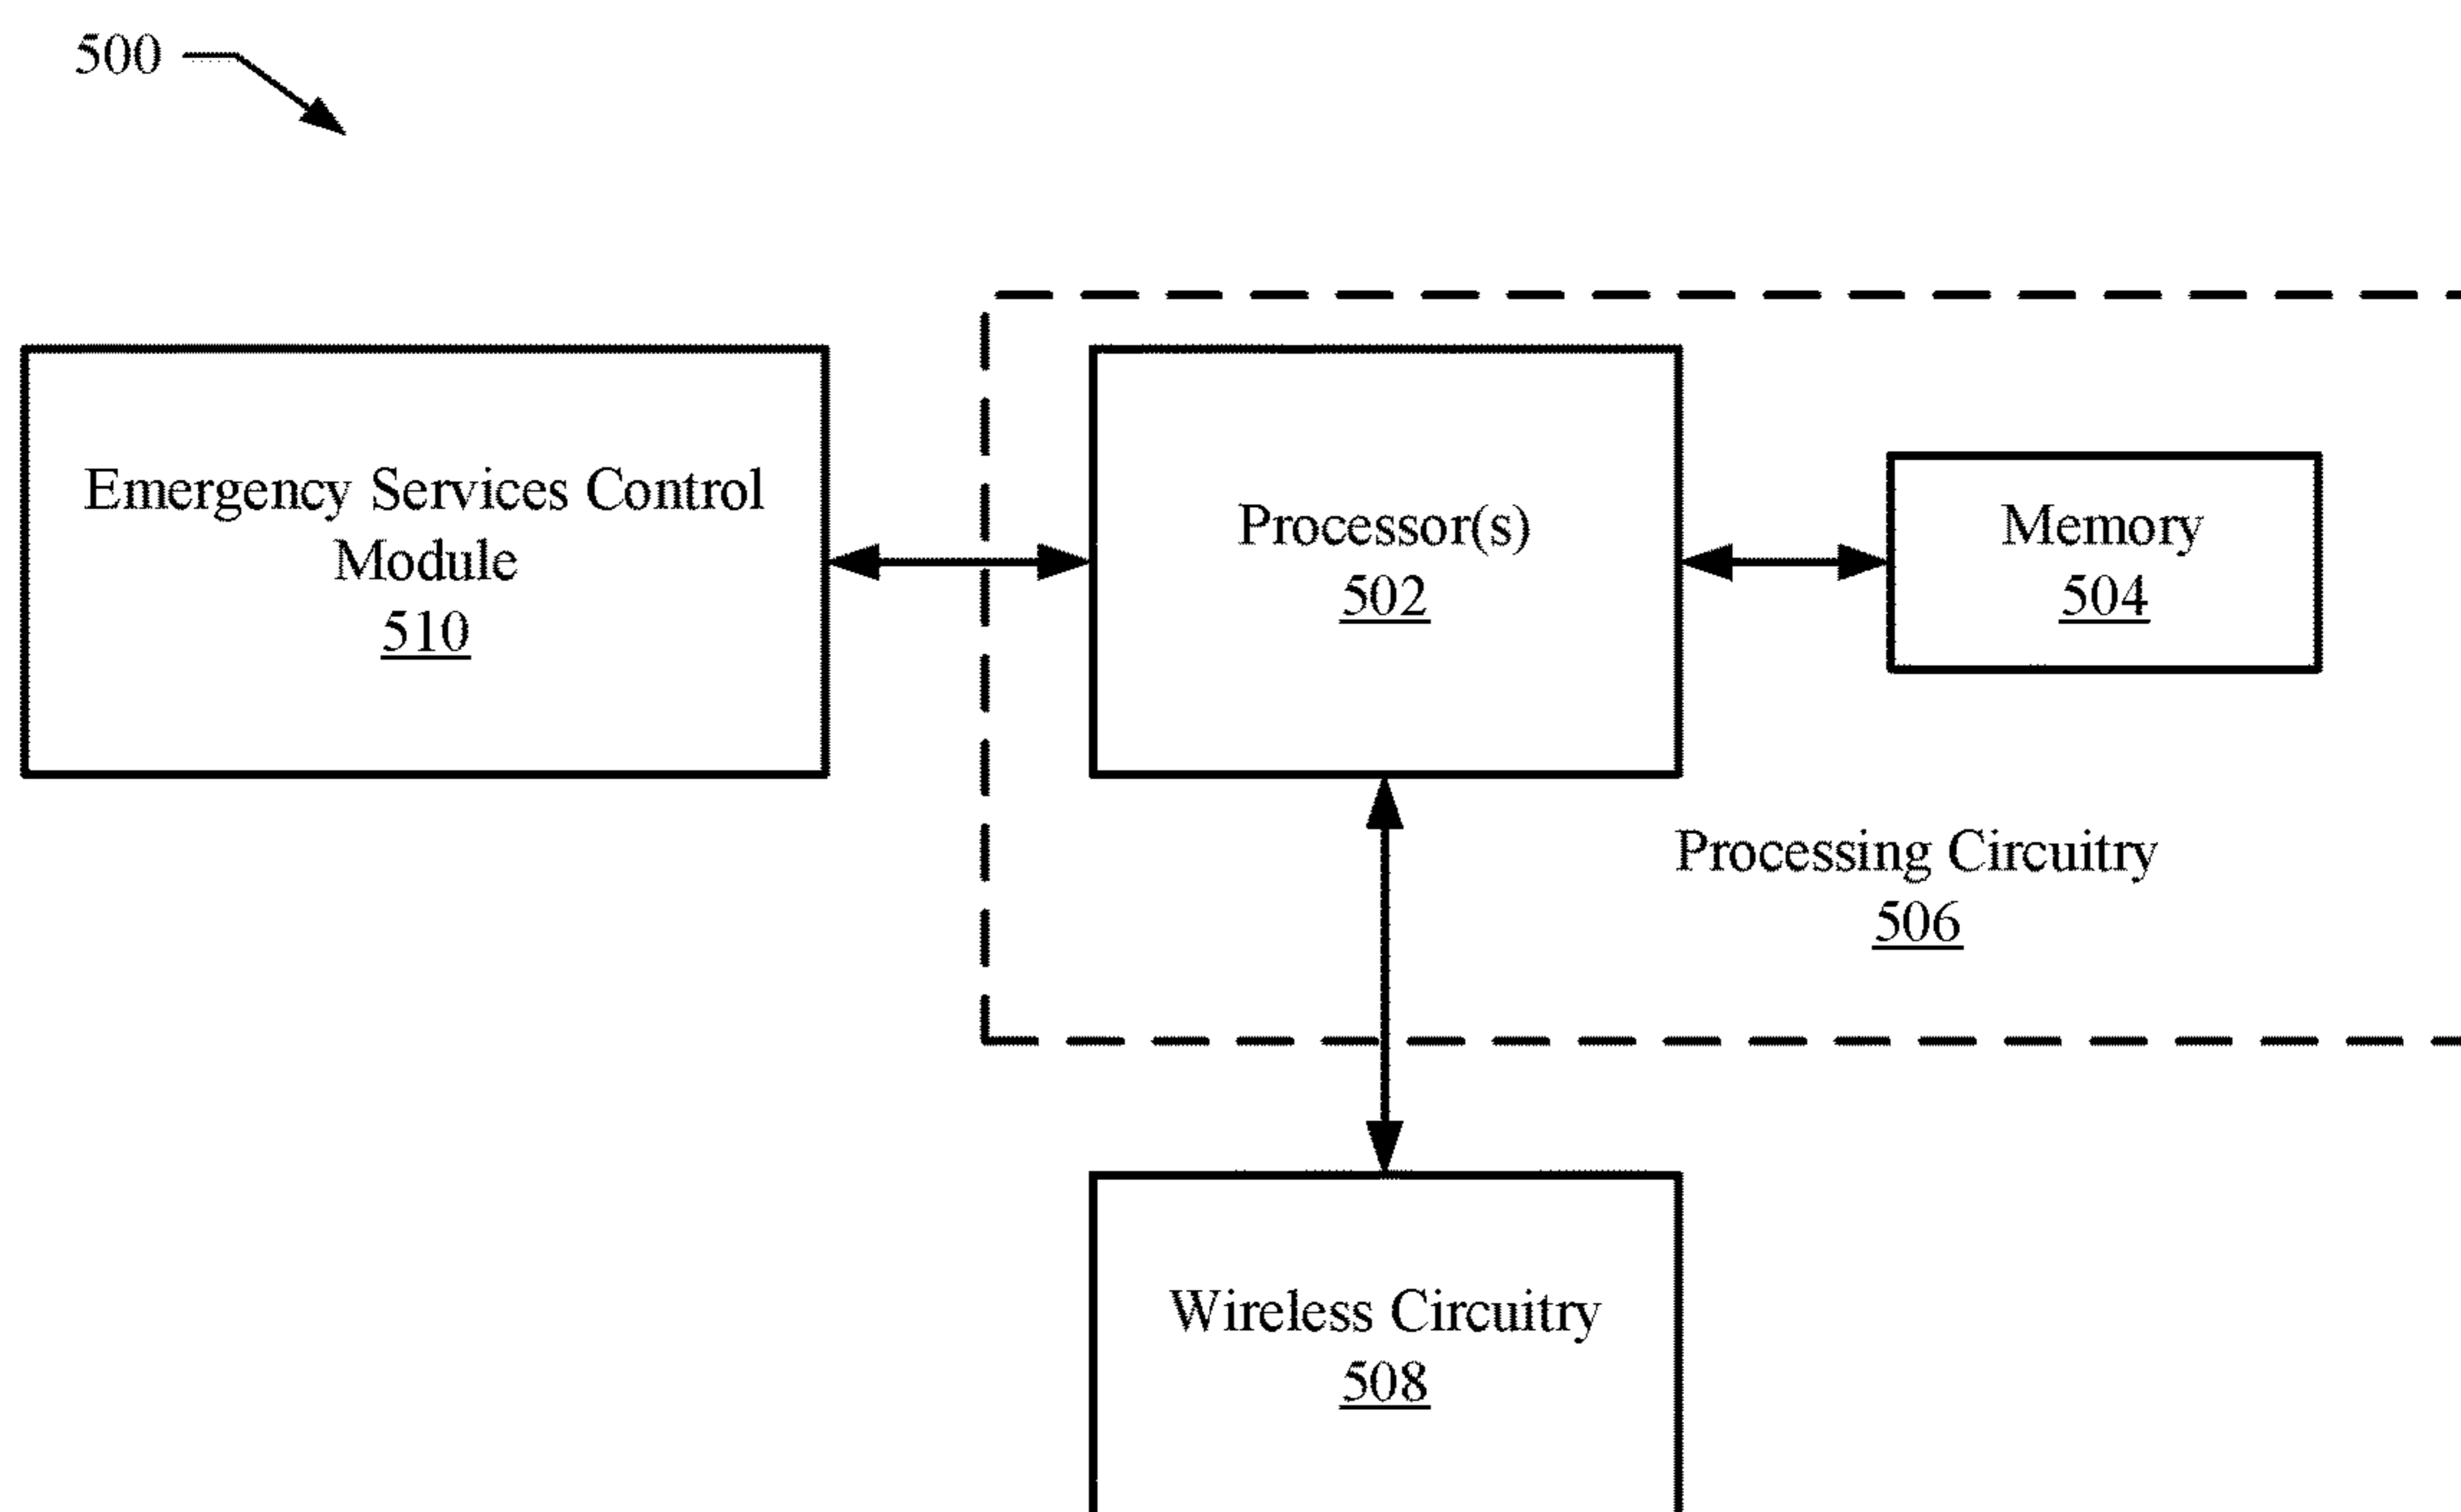 500
Emergency Services Control
Module
510
Processor(s)
502
Memory
504
Processing Circuitry
506
Wireless Circuitry
508